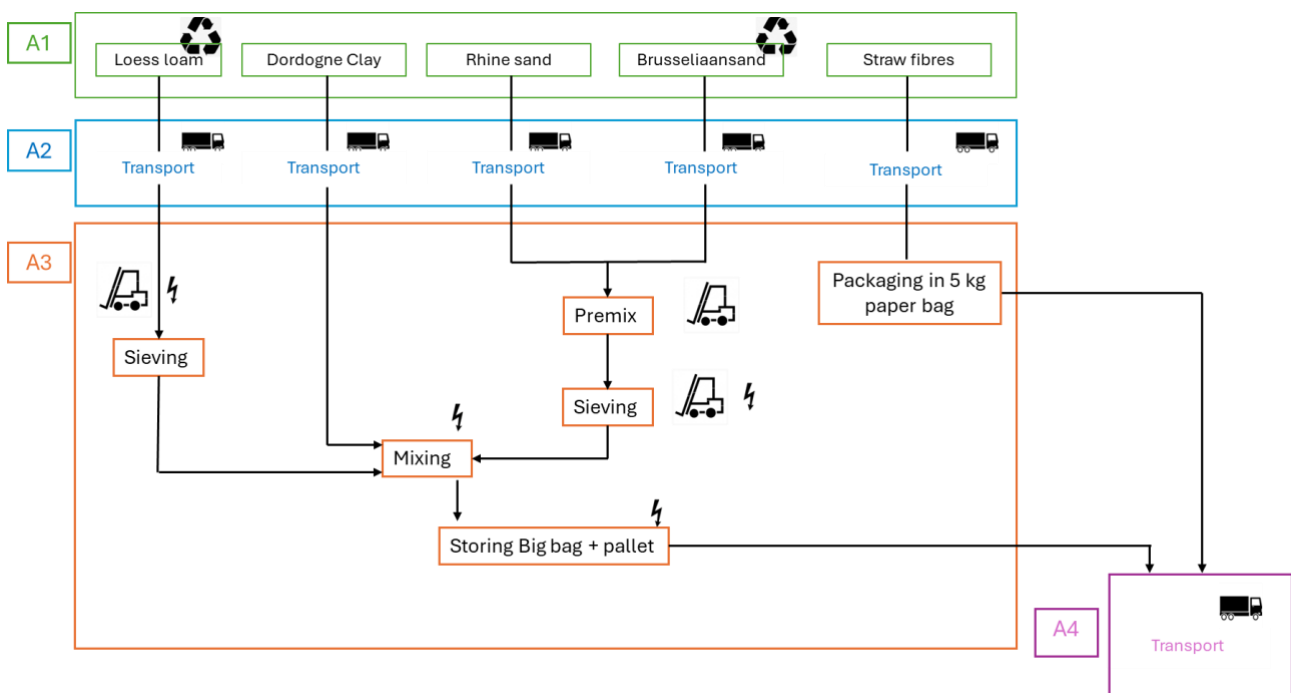 A1
Loess loam
Dordogne Clay
Rhine sand
Brusseliaansand
Straw fibres
A2
Transport
Transport
Transport
Transport
Transport
A3
Packaging in 5 kg
paper bag
Premix
Sieving
Sieving
Mixing
Storing Big bag + pallet
A4
Transport